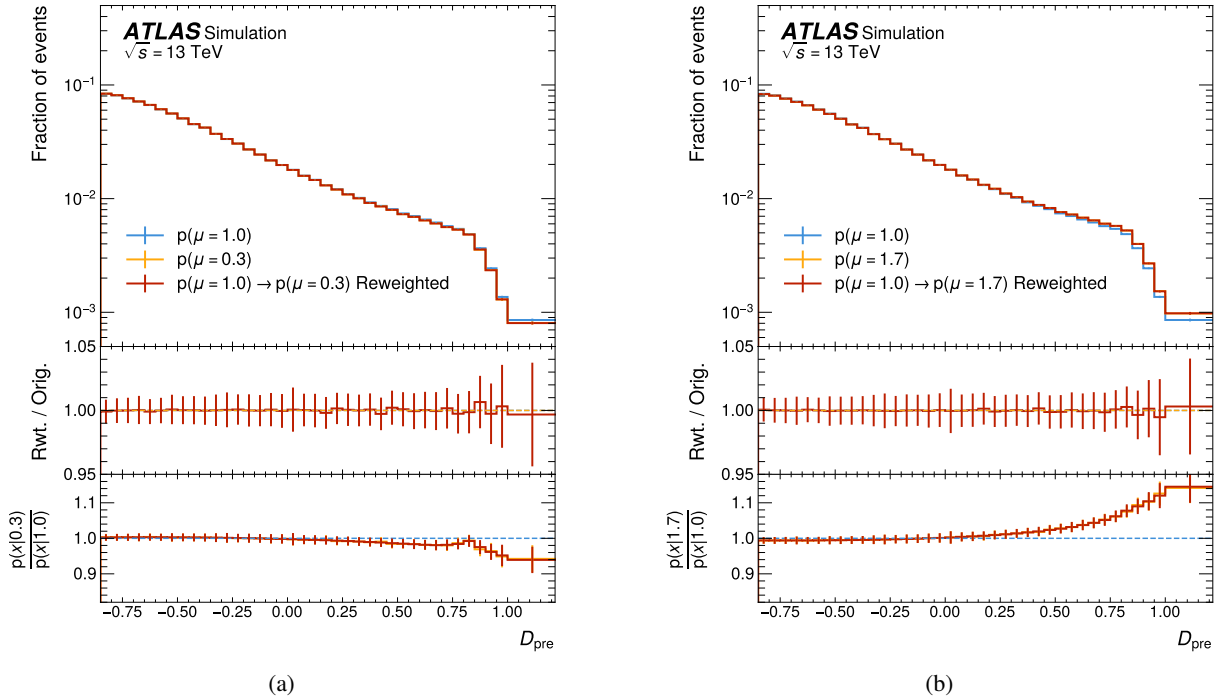 ATLAS Simulation
√s = 13 TeV
Fraction of events
10⁻¹
10⁻²
10⁻³
p(μ = 1.0)
p(μ = 0.3)
p(μ = 1.0) → p(μ = 0.3) Reweighted
1.05
1.00
0.95
Rwt. / Orig.
1.1
1.0
0.9
p(x|0.3)
p(x|1.0)
−0.75 −0.50 −0.25 0.00 0.25 0.50 0.75 1.00
D_pre
(a)
ATLAS Simulation
√s = 13 TeV
Fraction of events
10⁻¹
10⁻²
10⁻³
p(μ = 1.0)
p(μ = 1.7)
p(μ = 1.0) → p(μ = 1.7) Reweighted
1.05
1.00
0.95
Rwt. / Orig.
1.1
1.0
0.9
p(x|1.7)
p(x|1.0)
−0.75 −0.50 −0.25 0.00 0.25 0.50 0.75 1.00
D_pre
(b)